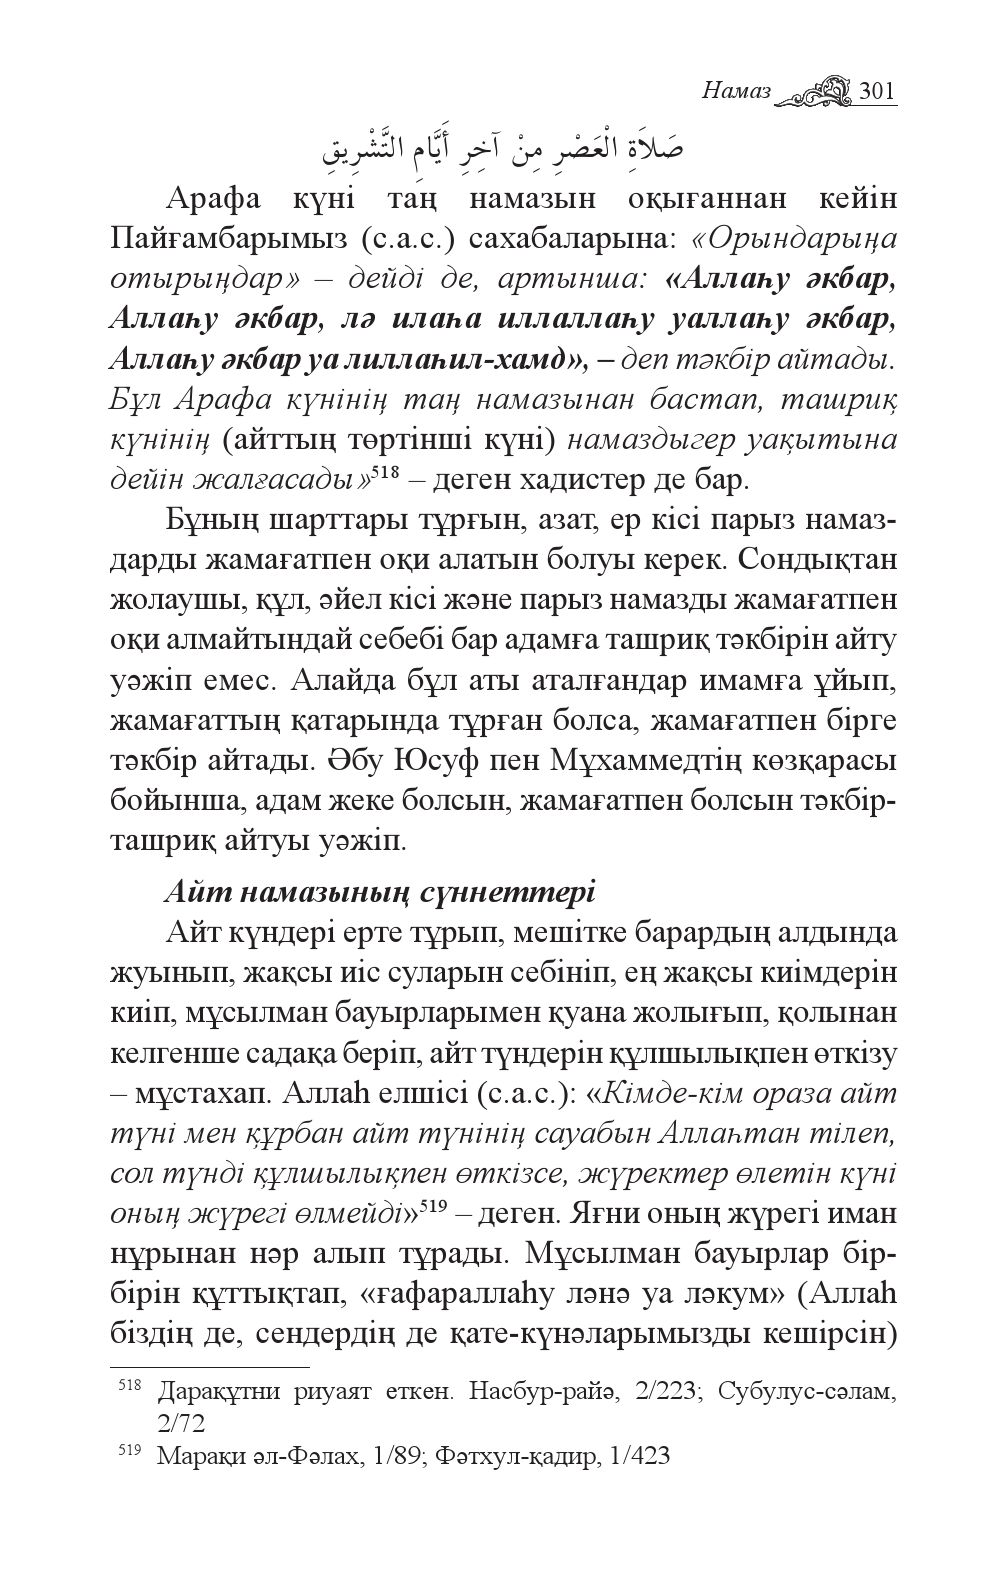 Намаз 301
صَلاَةِ الْعَصْرِ مِنْ آخِرِ أَيَّامِ التَّشْرِيقِ
Арафа күні таң намазын оқығаннан кейін
Пайғамбарымыз (с.а.с.) сахабаларына: «Орындарыңа
отырыңдар» – дейді де, артынша: «Аллаһу әкбар,
Аллаһу әкбар, лә илаһа иллаллаһу уаллаһу әкбар,
Аллаһу әкбар уа лиллаһил-хамд», – деп тәкбір айтады.
Бұл Арафа күнінің таң намазынан бастап, ташриқ
күнінің (айттың төртінші күні) намаздыгер уақытына
дейін жалғасады»518 – деген хадистер де бар.
Бұның шарттары тұрғын, азат, ер кісі парыз намаз-
дарды жамағатпен оқи алатын болуы керек. Сондықтан
жолаушы, құл, әйел кісі және парыз намазды жамағатпен
оқи алмайтындай себебі бар адамға ташриқ тәкбірін айту
уәжіп емес. Алайда бұл аты аталғандар имамға ұйып,
жамағаттың қатарында тұрған болса, жамағатпен бірге
тәкбір айтады. Әбу Юсуф пен Мұхаммедтің көзқарасы
бойынша, адам жеке болсын, жамағатпен болсын тәкбір-
ташриқ айтуы уәжіп.
Айт намазының сүннеттері
Айт күндері ерте тұрып, мешітке барардың алдында
жуынып, жақсы иіс суларын себініп, ең жақсы киімдерін
киіп, мұсылман бауырларымен қуана жолығып, қолынан
келгенше садақа беріп, айт түндерін құлшылықпен өткізу
– мұстахап. Аллаһ елшісі (с.а.с.): «Кімде-кім ораза айт
түні мен құрбан айт түнінің сауабын Аллаһтан тілеп,
сол түнді құлшылықпен өткізсе, жүректер өлетін күні
оның жүрегі өлмейді»519 – деген. Яғни оның жүрегі иман
нұрынан нәр алып тұрады. Мұсылман бауырлар бір-
бірін құттықтап, «ғафараллаһу ләнә уа ләкум» (Аллаһ
біздің де, сендердің де қате-күнәларымызды кешірсін)
518 Дарақұтни риуаят еткен. Насбур-райә, 2/223; Субулус-сәлам,
2/72
519 Марақи әл-Фәлах, 1/89; Фәтхул-қадир, 1/423